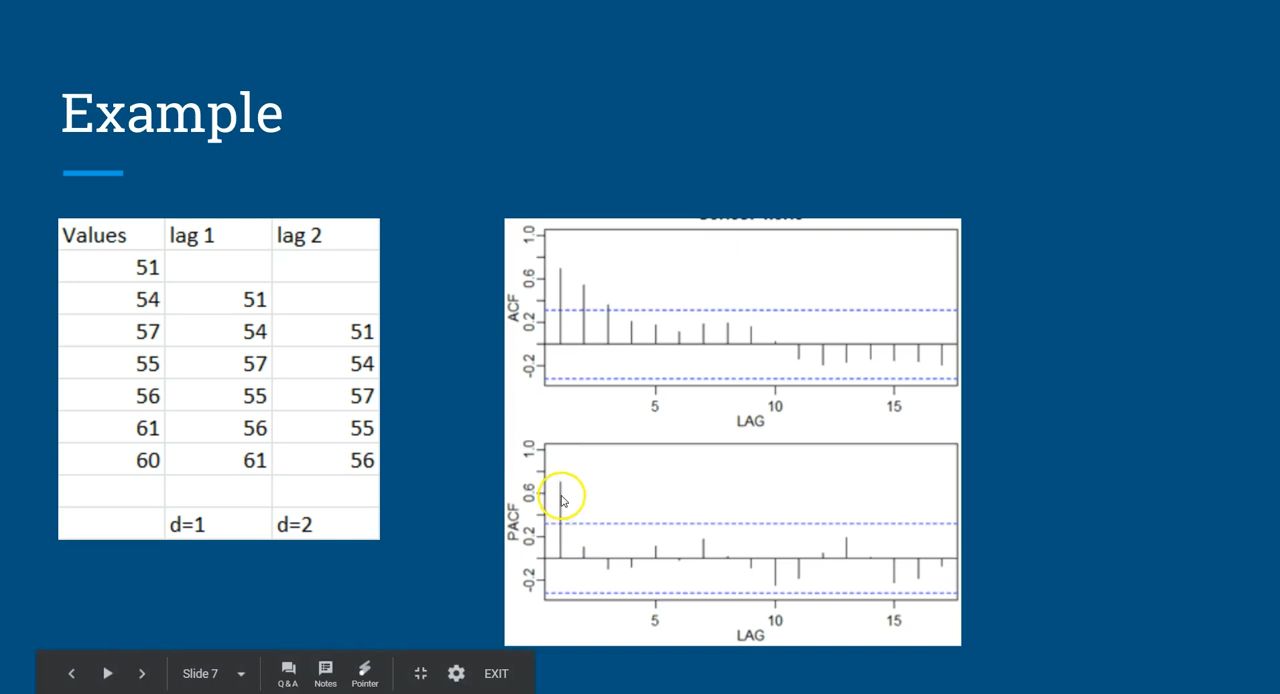 Example
Values lag 1 lag 2
51
54 51
57 54 51
55 57 54
56 55 57
61 56 55
60 61 56
d=1 d=2
ACF
1.0
0.6
0.2
-0.2
5 10 15
LAG
PACF
1.0
0.6
0.2
-0.2
5 10 15
LAG
Slide 7
Q & A
Notes
Pointer
EXIT